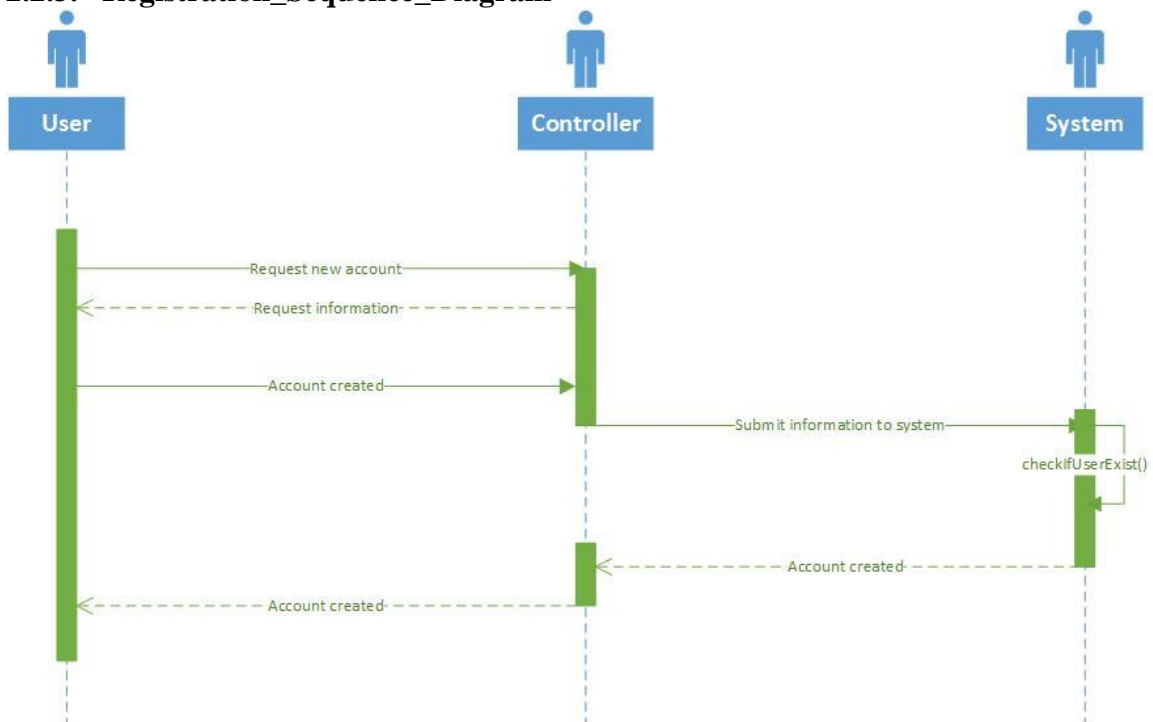 Registration_Sequence_Diagram
User
Controller
System
Request new account
Request information
Account created
Submit information to system
checkIfUserExist()
Account created
Account created